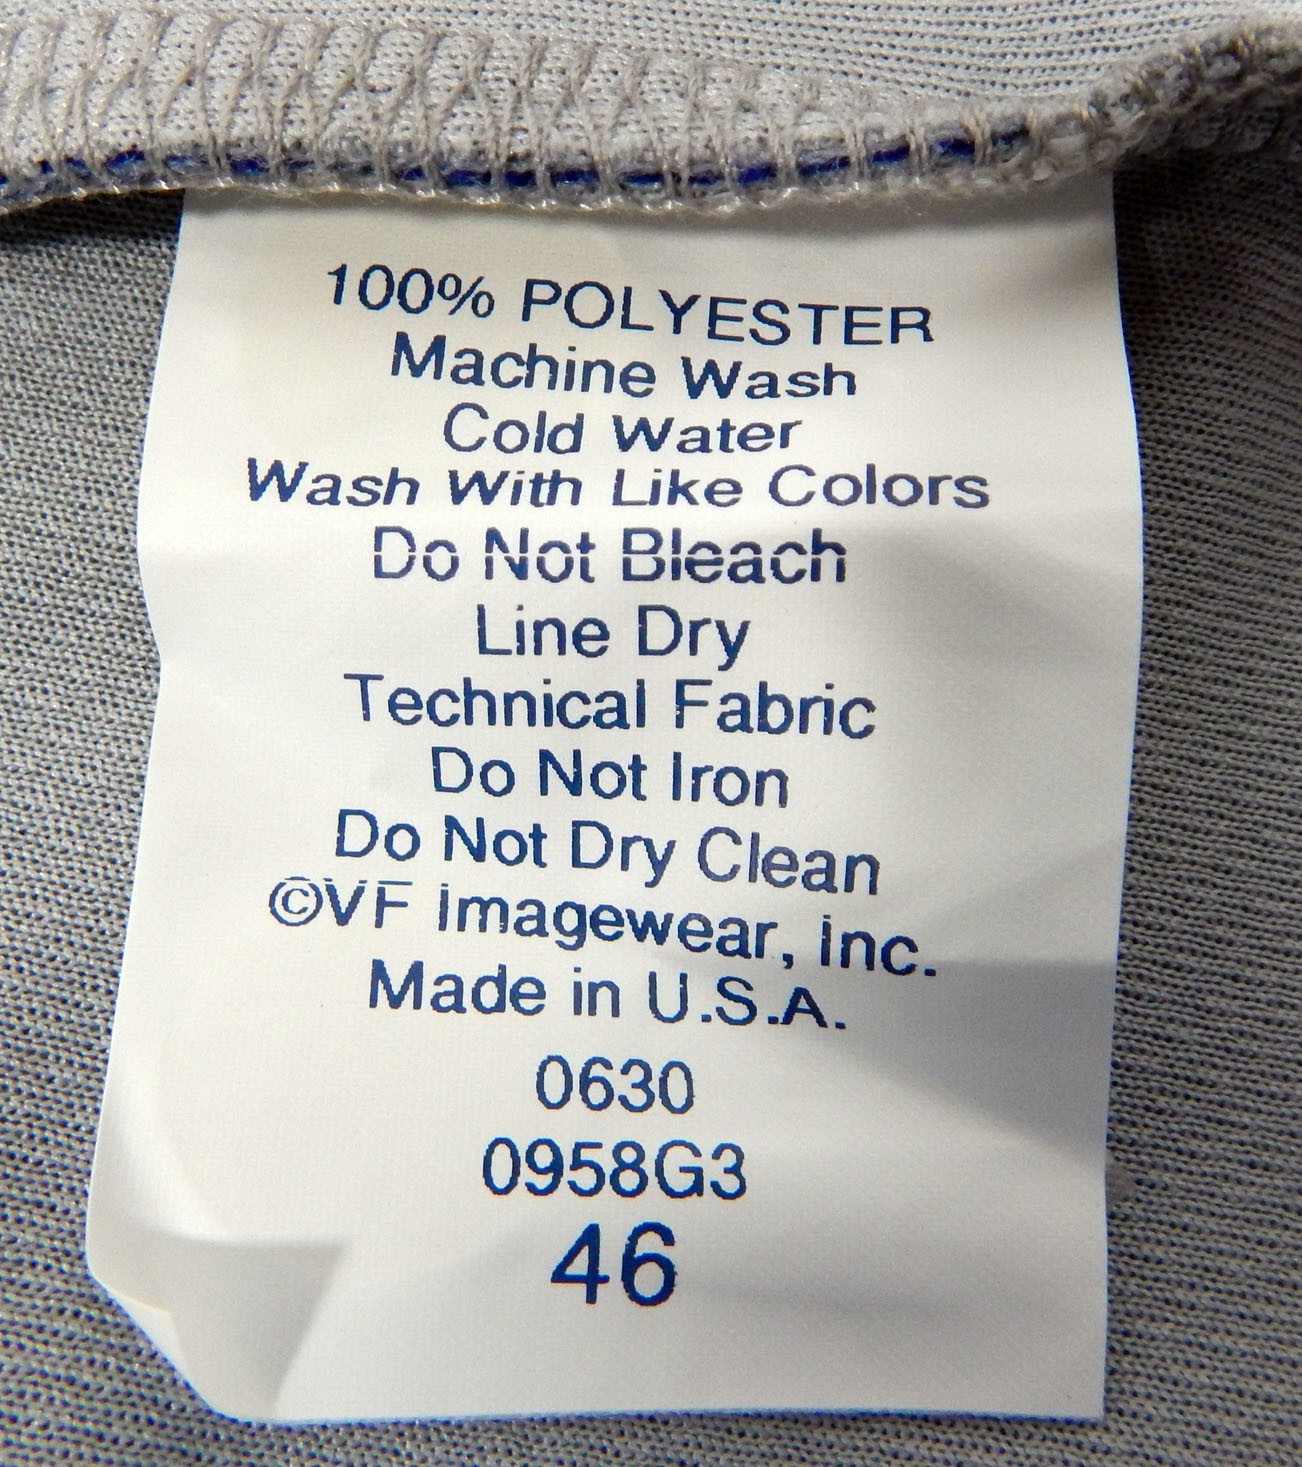 100% POLYESTER
Machine Wash
Cold Water
Wash With Like Colors
Do Not Bleach
Line Dry
Technical Fabric
Do Not Iron
Do Not Dry Clean
©VF Imagewear, Inc.
Made in U.S.A.
0630
0958G3
46